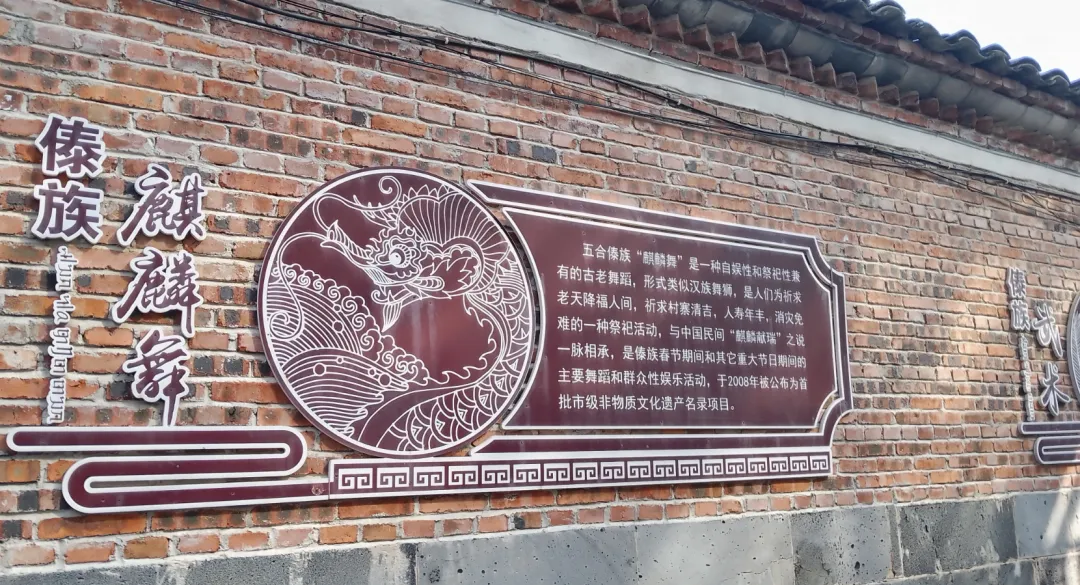 傣族
麒麟舞
五合傣族“麒麟舞”是一种自娱性和祭祀性兼
有的古老舞蹈，形式类似汉族舞狮，是人们为祈求
老天降福人间，祈求村寨清吉，人寿年丰，消灾免
难的一种祭祀活动，与中国民间“麒麟献瑞”之说
一脉相承，是傣族春节期间和其它重大节日期间的
主要舞蹈和群众性娱乐活动，于2008年被公布为首
批市级非物质文化遗产名录项目。
傣族
武术